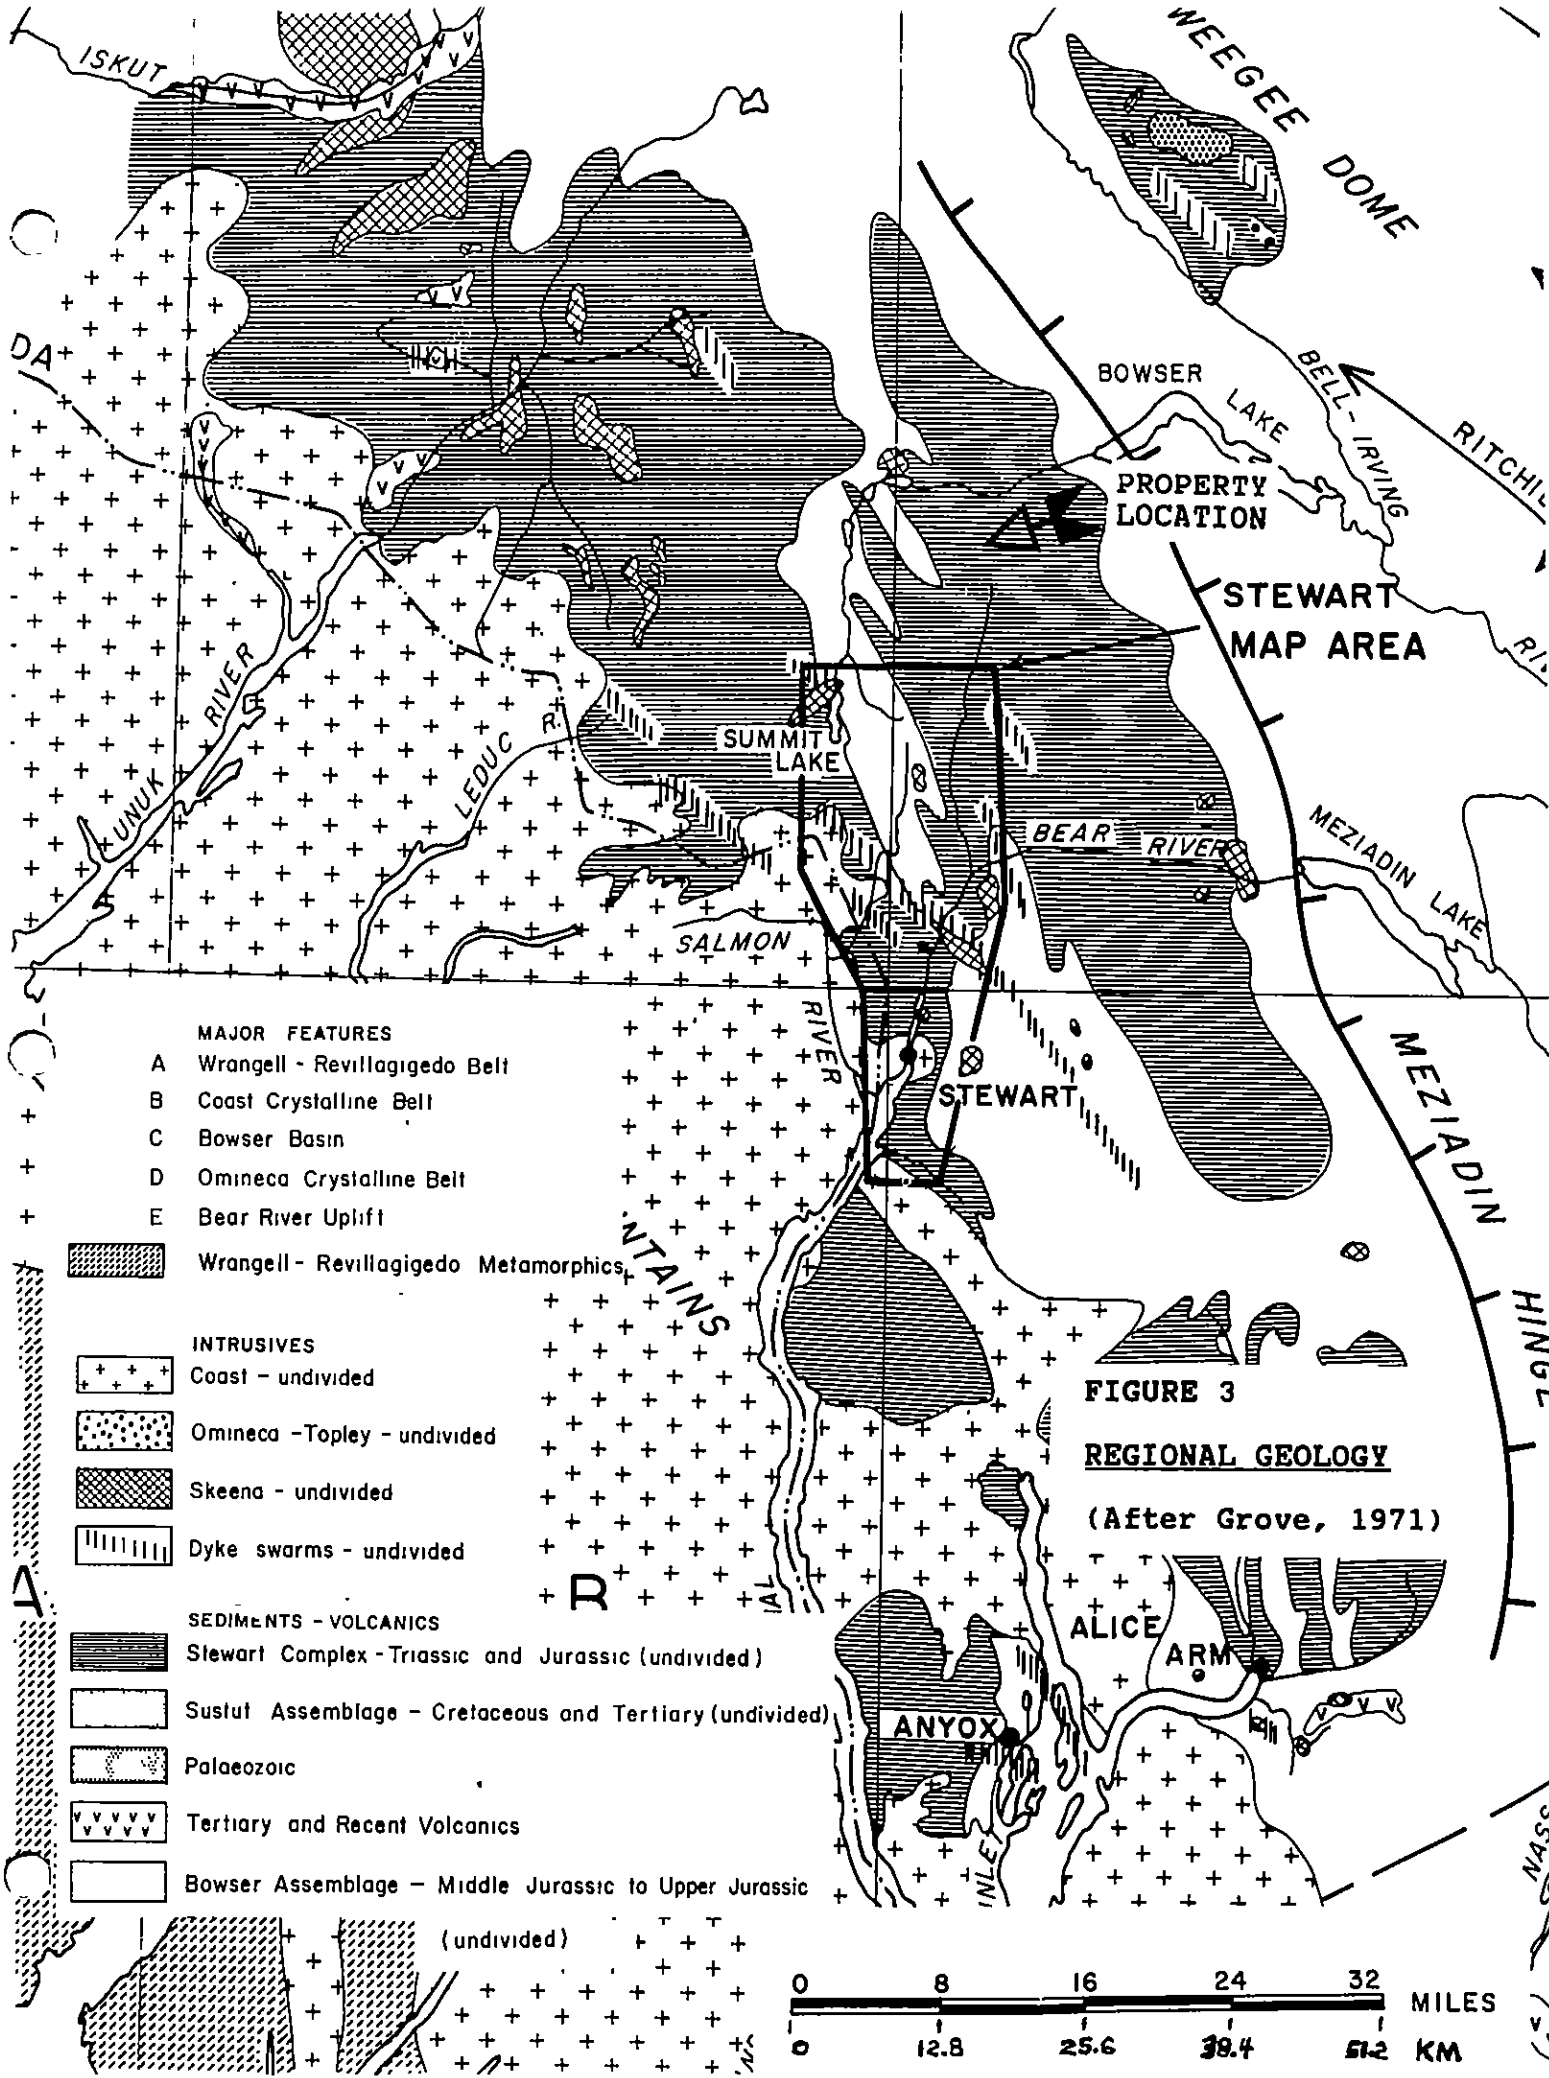 WEEGEE
DOME
ISKUT
DA
BOWSER
LAKE
BELL-IRVING
RITCHIE
PROPERTY
LOCATION
STEWART
MAP AREA
UNUK
RIVER
LEDUC
R.
SUMMIT
LAKE
BEAR
RIVER
MEZIADIN
LAKE
SALMON
RIVER
STEWART
MEZIADIN
HINGE
MAJOR FEATURES
A Wrangell - Revillagigedo Belt
B Coast Crystalline Belt
C Bowser Basin
D Omineca Crystalline Belt
E Bear River Uplift
Wrangell - Revillagigedo Metamorphics
NTAINS
INTRUSIVES
Coast - undivided
Omineca - Topley - undivided
Skeena - undivided
Dyke swarms - undivided
A
B
SEDIMENTS - VOLCANICS
Stewart Complex - Triassic and Jurassic (undivided)
Sustut Assemblage - Cretaceous and Tertiary (undivided)
Palaeozoic
V V V V V
Tertiary and Recent Volcanics
Bowser Assemblage - Middle Jurassic to Upper Jurassic
(undivided)
FIGURE 3
REGIONAL GEOLOGY
(After Grove, 1971)
ALICE
ARM
ANYOX
INLET
NASS
0 8 16 24 32 MILES
0 12.8 25.6 38.4 51.2 KM